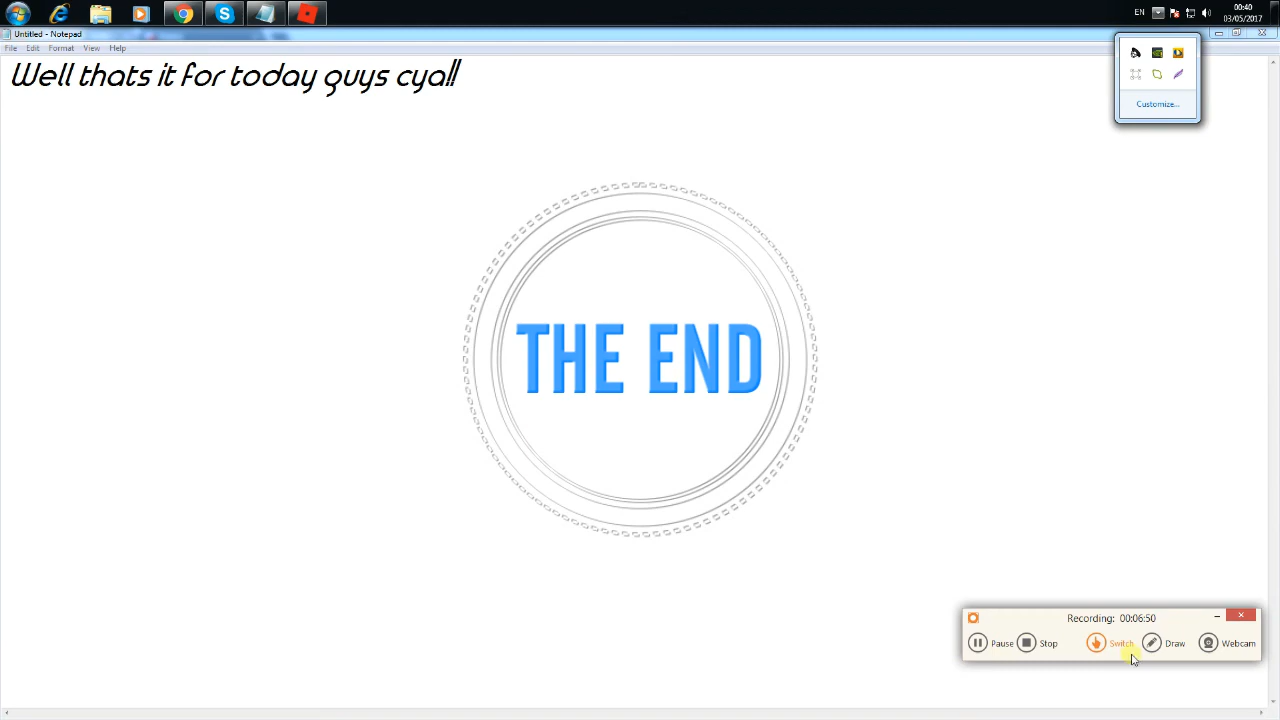 EN
00:40
03/05/2017
Untitled - Notepad
File Edit Format View Help
Well thats it for today guys cya!!
Customize...
THE END
Recording: 00:06:50
Pause Stop Switch Draw Webcam